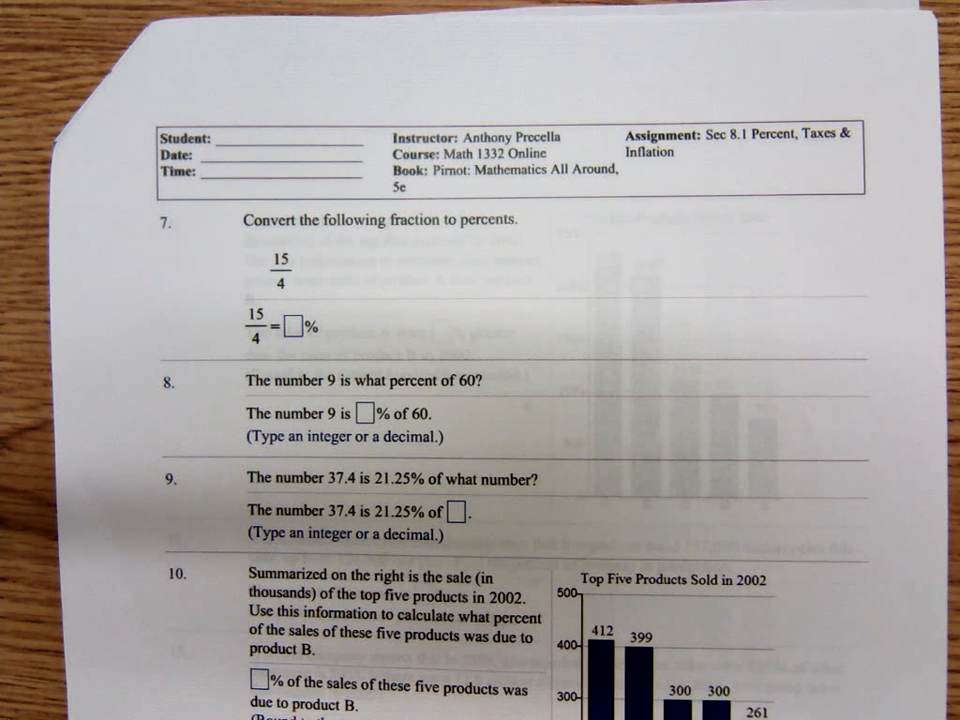 Student:
Date:
Time:
Instructor: Anthony Precella
Course: Math 1332 Online
Book: Pirnot: Mathematics All Around,
5e
Assignment: Sec 8.1 Percent, Taxes &
Inflation
7.
Convert the following fraction to percents.
15
4
15
4
= %
8.
The number 9 is what percent of 60?
The number 9 is % of 60.
(Type an integer or a decimal.)
9.
The number 37.4 is 21.25% of what number?
The number 37.4 is 21.25% of .
(Type an integer or a decimal.)
10.
Summarized on the right is the sale (in
thousands) of the top five products in 2002.
Use this information to calculate what percent
of the sales of these five products was due to
product B.
% of the sales of these five products was
due to product B.
Top Five Products Sold in 2002
500
412
399
400
300 300
300
261